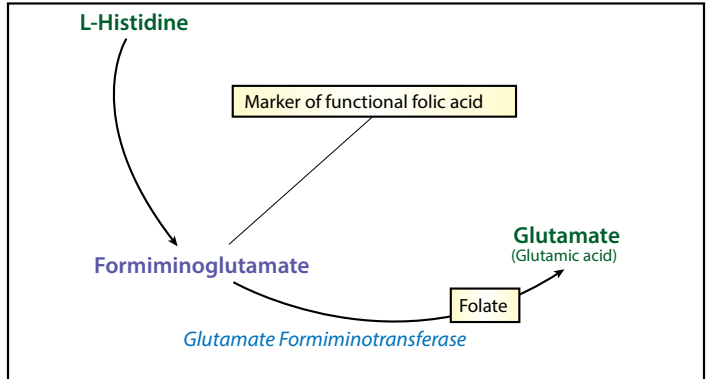 L-Histidine
Marker of functional folic acid
Glutamate
(Glutamic acid)
Formiminoglutamate
Folate
Glutamate Formiminotransferase